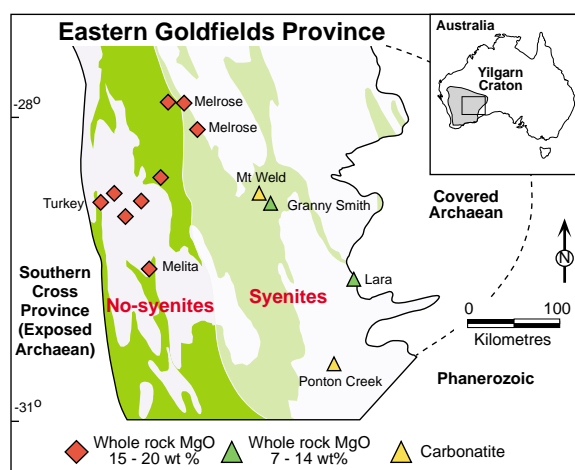 Eastern Goldfields Province
Australia
Yilgarn
Craton
-28°
Melrose
Melrose
Mt Weld
Turkey
Granny Smith
Covered
Archaean
Southern
Cross
Province
(Exposed
Archaean)
Melita
Lara
N
No-syenites
Syenites
0 100
Kilometres
Ponton Creek
Phanerozoic
-31°
Whole rock MgO
15 - 20 wt %
Whole rock MgO
7 - 14 wt%
Carbonatite